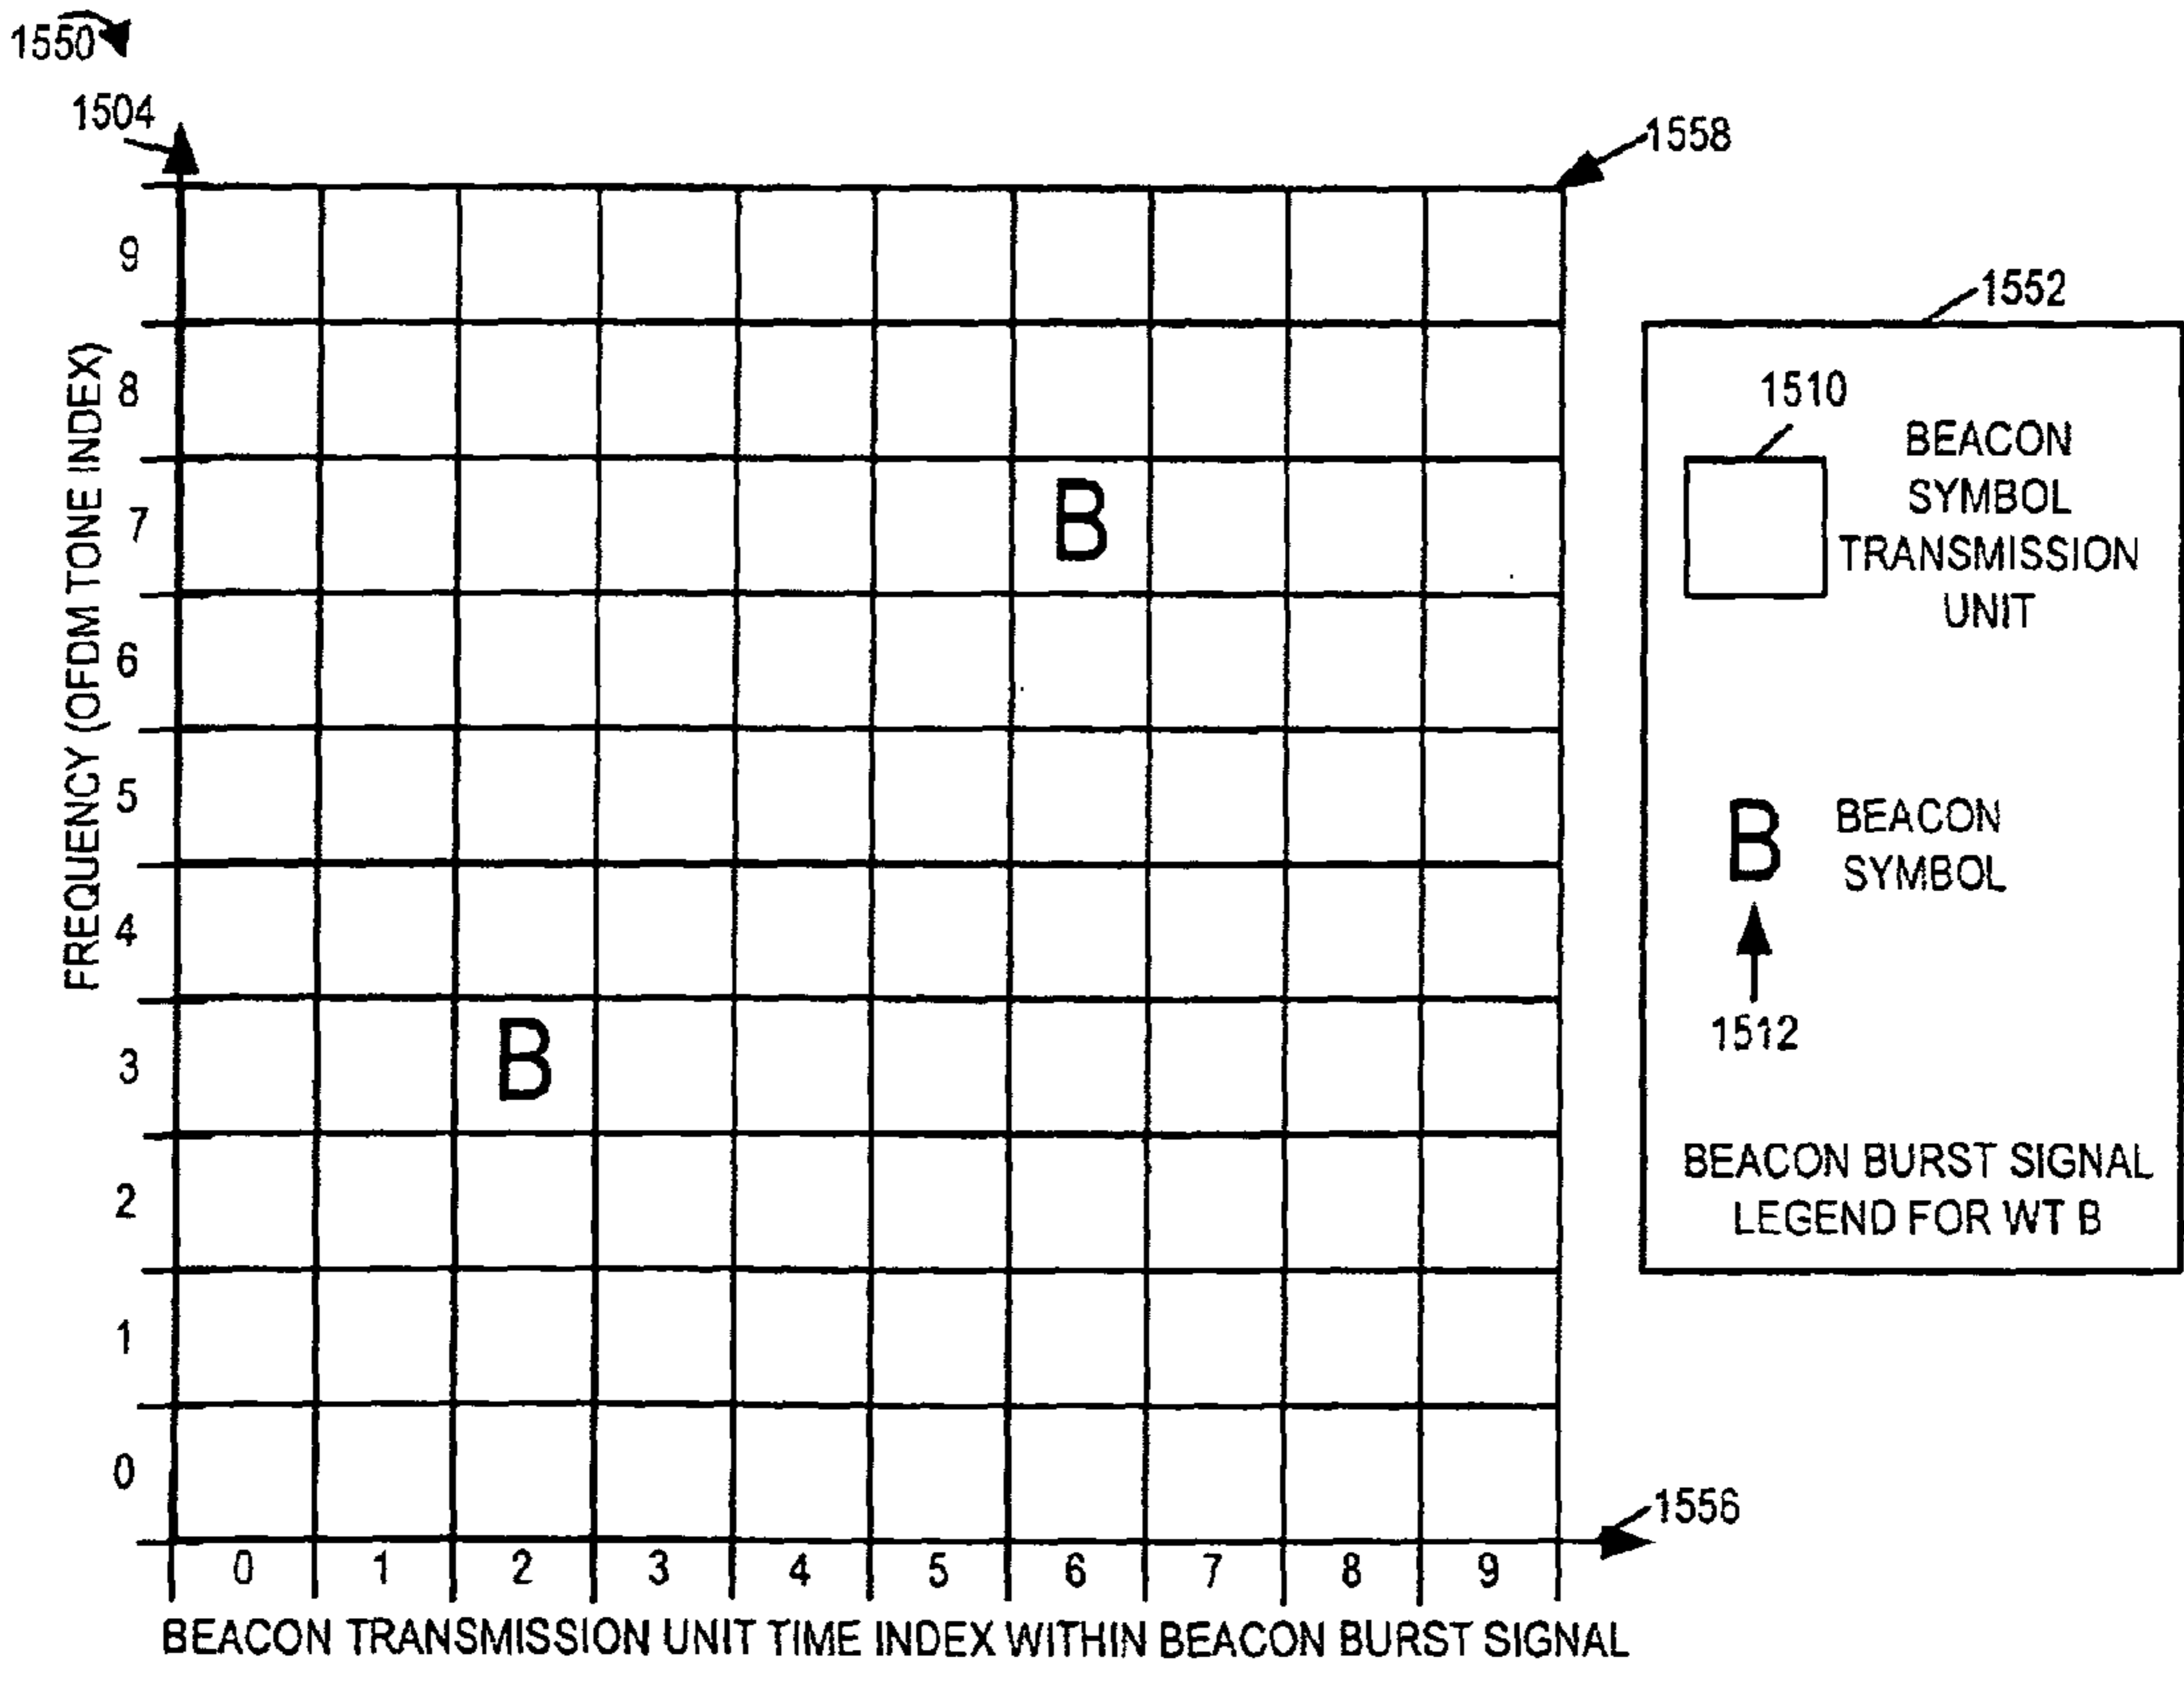 1550
1504
1558
FREQUENCY (OFDM TONE INDEX)
9
8
7
6
5
4
3
2
1
0
B
B
0 1 2 3 4 5 6 7 8 9
BEACON TRANSMISSION UNIT TIME INDEX WITHIN BEACON BURST SIGNAL
1556
1552
1510
BEACON
SYMBOL
TRANSMISSION
UNIT
B
BEACON
SYMBOL
1512
BEACON BURST SIGNAL
LEGEND FOR WT B